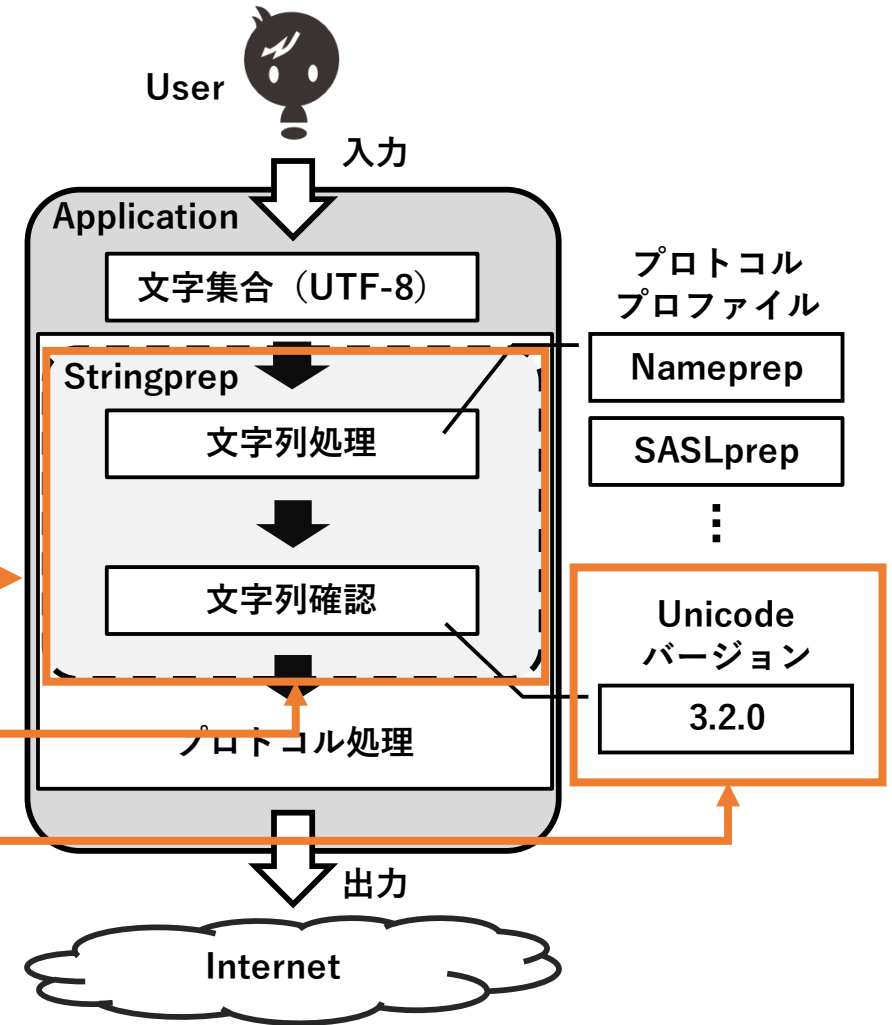 User
入力
Application
文字集合（UTF-8）
プロトコル
プロファイル
Nameprep
Stringprep
文字列処理
SASLprep
文字列確認
Unicode
バージョン
3.2.0
プロトコル処理
出力
Internet